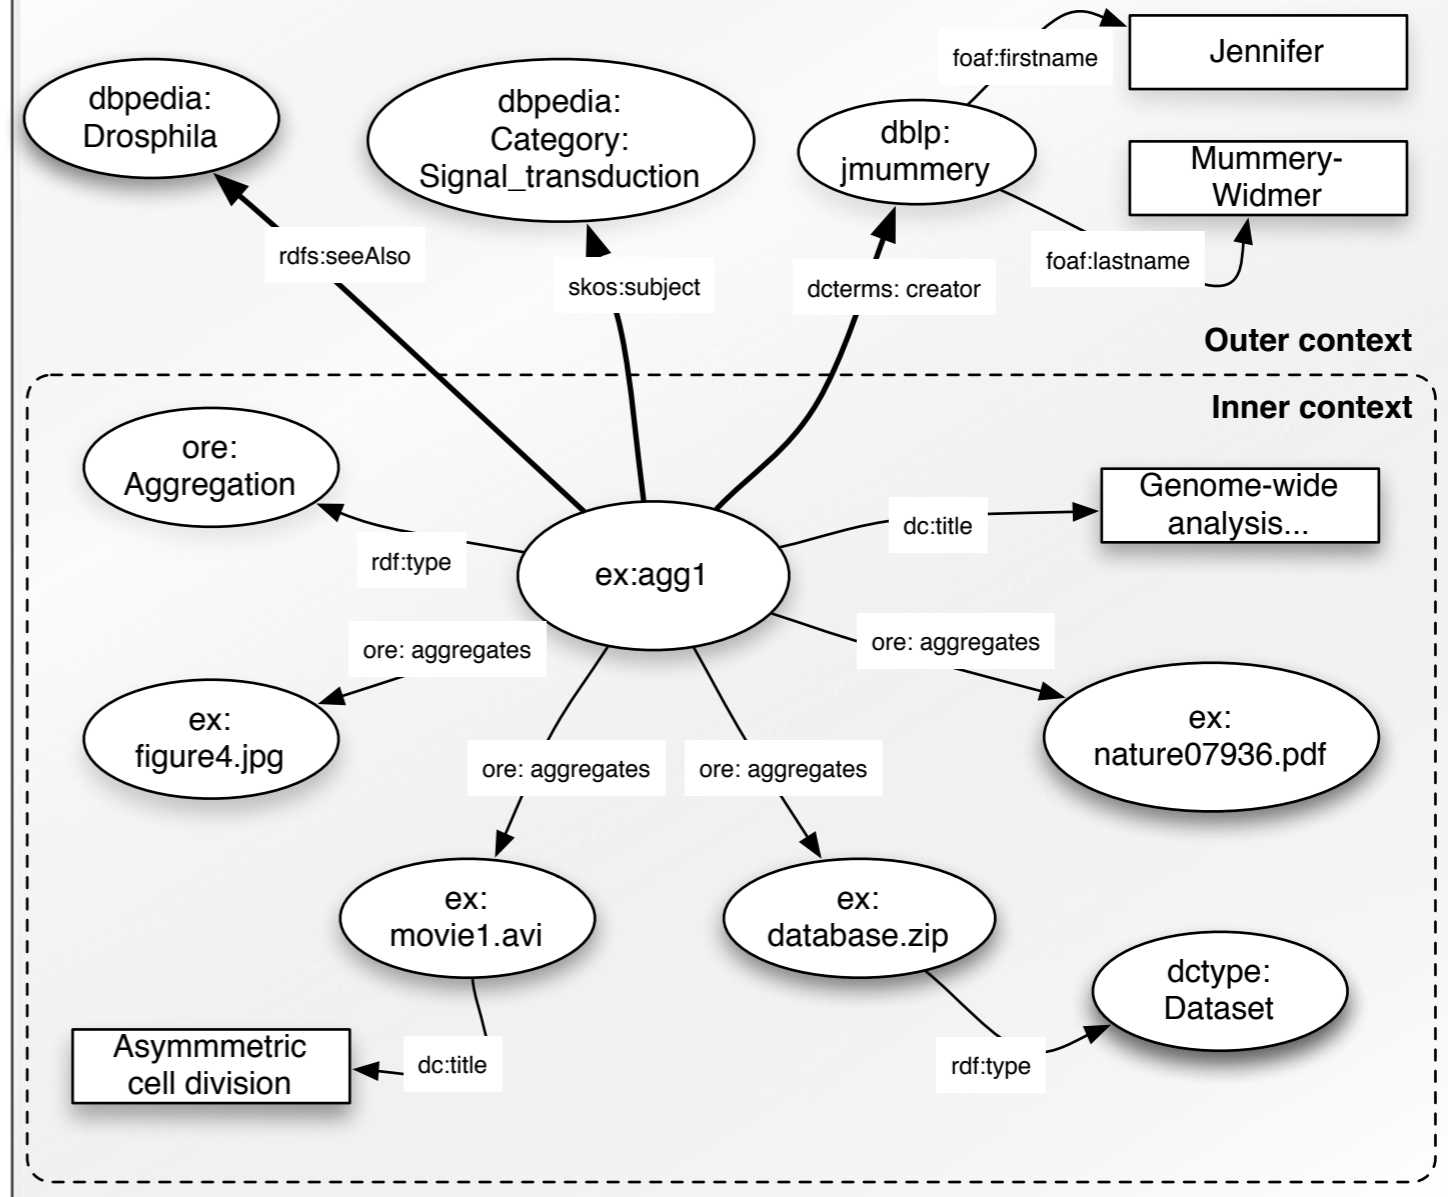 dbpedia:
Drosphila
dbpedia:
Category:
Signal_transduction
dblp:
jmummery
foaf:firstname
Jennifer
Mummery-
Widmer
foaf:lastname
rdfs:seeAlso
skos:subject
dcterms: creator
Outer context
Inner context
ore:
Aggregation
rdf:type
ex:agg1
dc:title
Genome-wide
analysis...
ore: aggregates
ex:
figure4.jpg
ore: aggregates
ex:
nature07936.pdf
ore: aggregates
ore: aggregates
ex:
movie1.avi
ex:
database.zip
dctype:
Dataset
Asymmmetric
cell division
dc:title
rdf:type